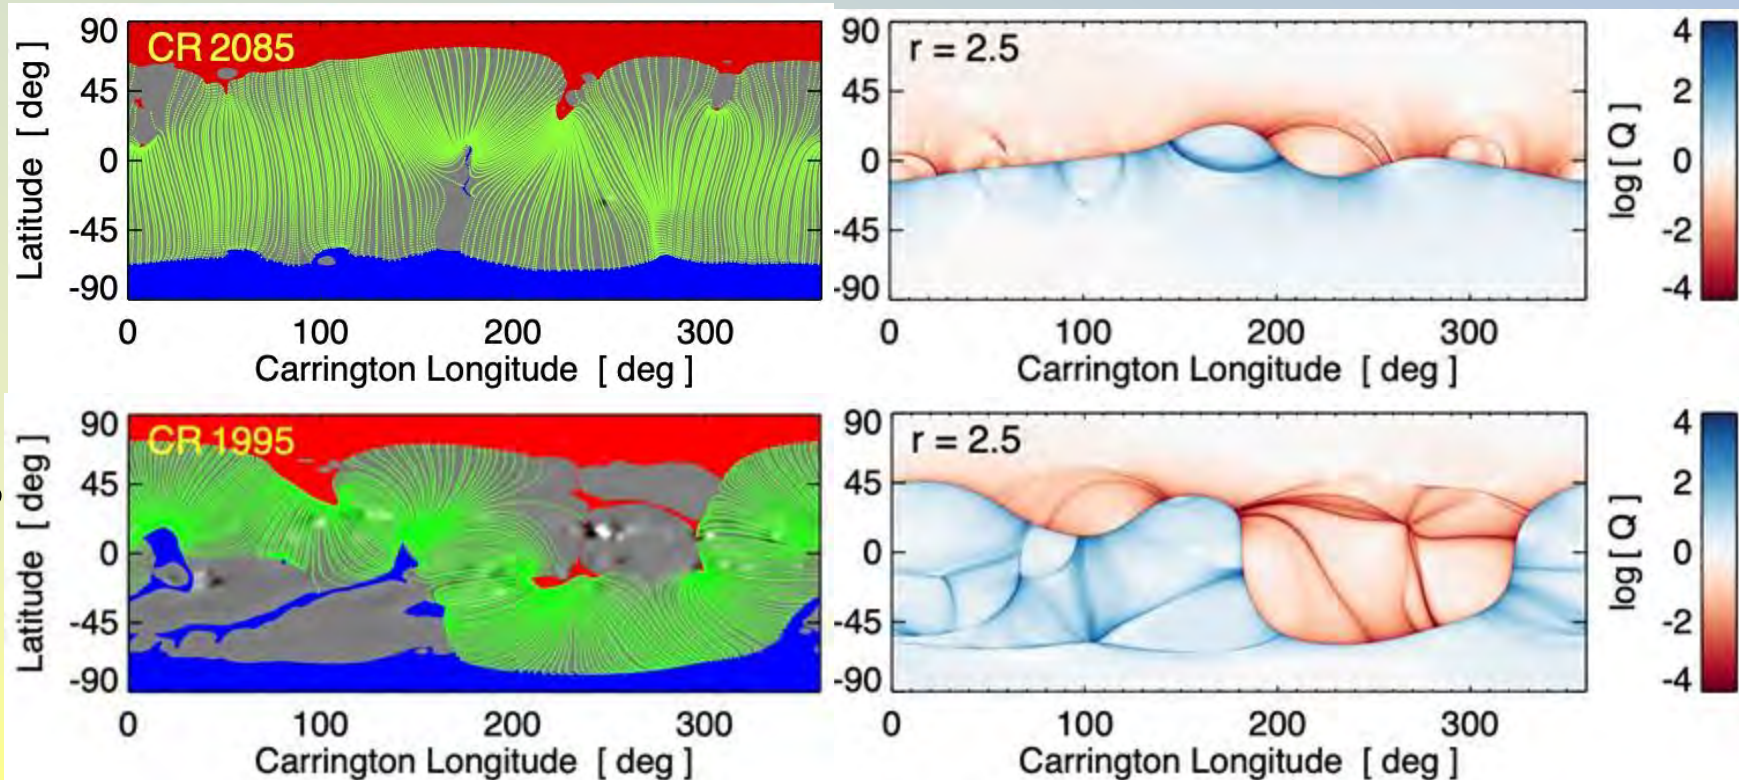 CR 2085
90
45
0
-45
-90
Latitude [ deg ]
0 100 200 300
Carrington Longitude [ deg ]
r = 2.5
90
45
0
-45
-90
0 100 200 300
Carrington Longitude [ deg ]
4
2
0
-2
-4
log[ Q ]
CR 1995
90
45
0
-45
-90
Latitude [ deg ]
0 100 200 300
Carrington Longitude [ deg ]
r = 2.5
90
45
0
-45
-90
0 100 200 300
Carrington Longitude [ deg ]
4
2
0
-2
-4
log[ Q ]